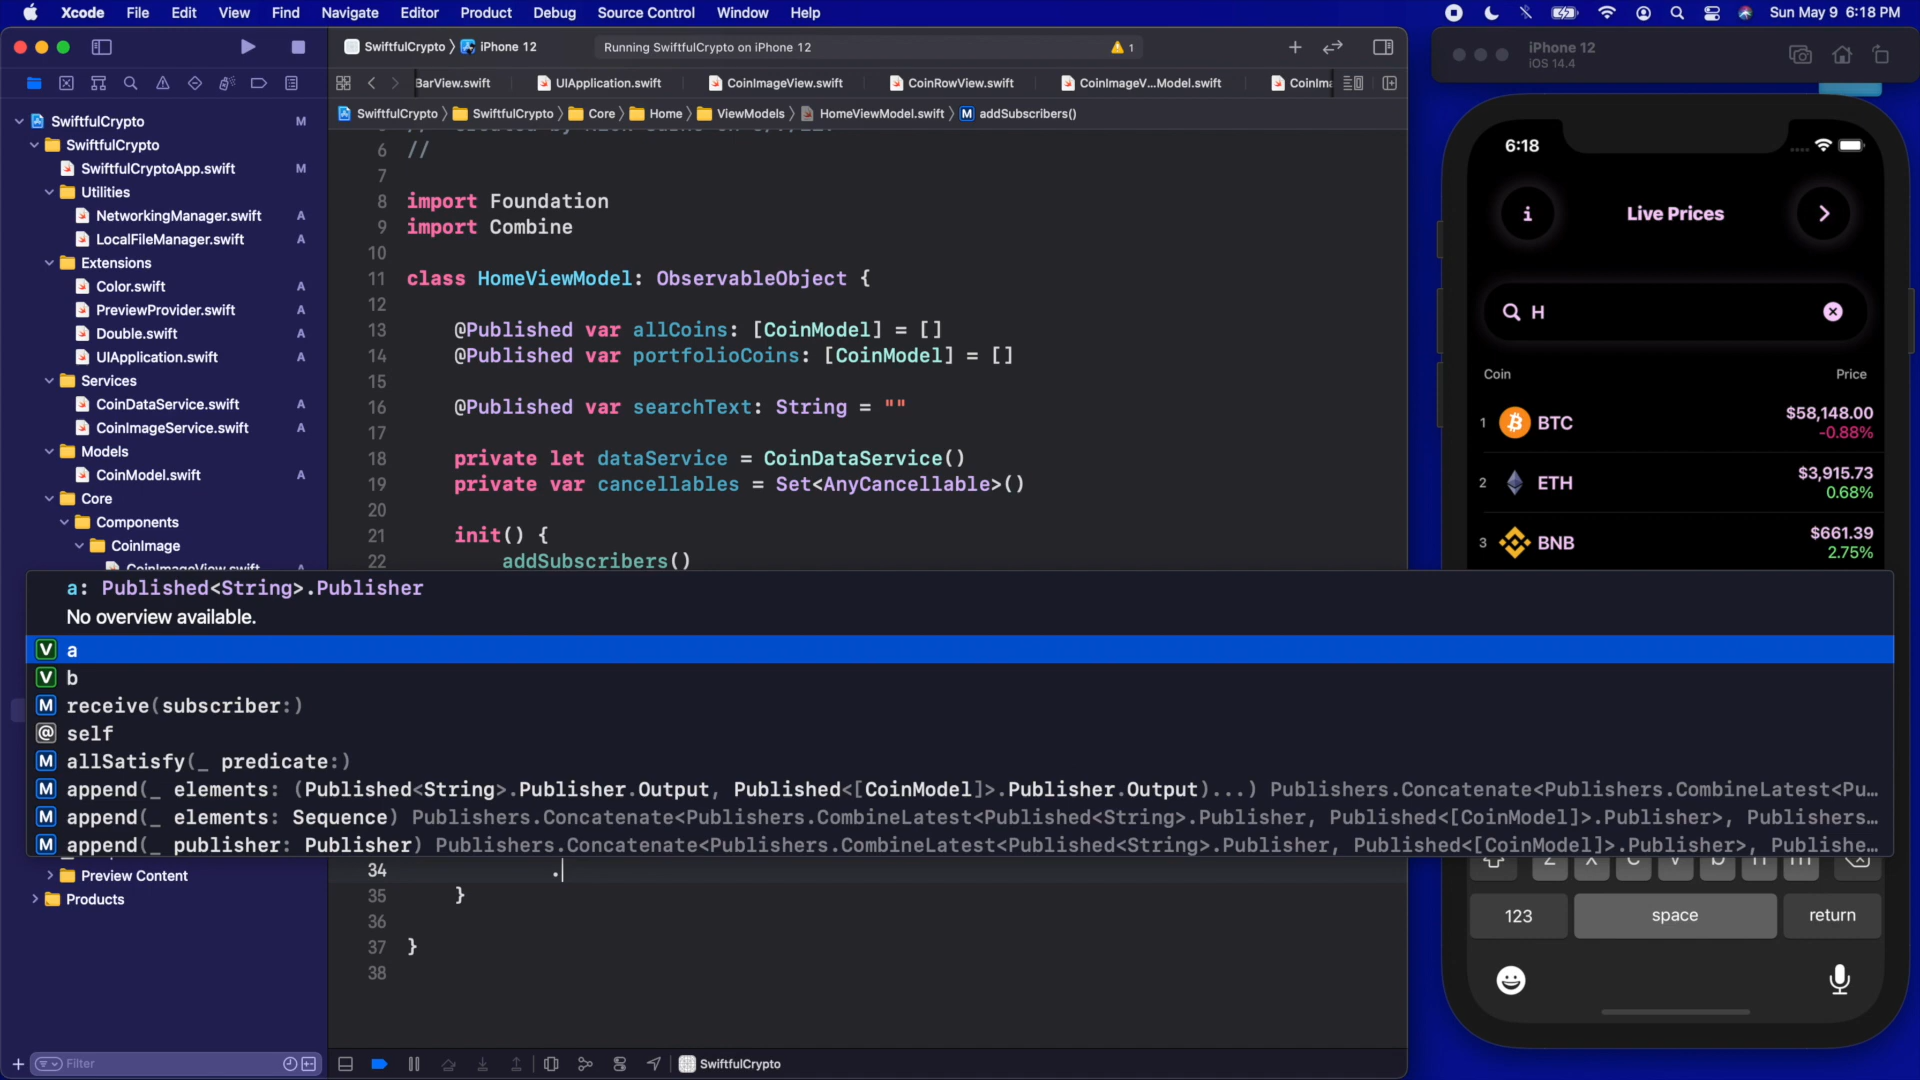 Xcode File Edit View Find Navigate Editor Product Debug Source Control Window Help
Sun May 9 6:18 PM
SwiftfulCrypto iPhone 12
Running SwiftfulCrypto on iPhone 12
1
BarView.swift UIApplication.swift CoinImageView.swift CoinRowView.swift CoinImageV...Model.swift CoinIma
SwiftfulCrypto SwiftfulCrypto Core Home ViewModels HomeViewModel.swift M addSubscribers()
SwiftfulCrypto M
SwiftfulCrypto
SwiftfulCryptoApp.swift M
Utilities
NetworkingManager.swift A
LocalFileManager.swift A
Extensions
Color.swift A
PreviewProvider.swift A
Double.swift A
UIApplication.swift A
Services
CoinDataService.swift A
CoinImageService.swift A
Models
CoinModel.swift A
Core
Components
CoinImage
CoinImageView.swift A
Preview Content
Products
Filter
6 //
7
8 import Foundation
9 import Combine
10
11 class HomeViewModel: ObservableObject {
12
13 @Published var allCoins: [CoinModel] = []
14 @Published var portfolioCoins: [CoinModel] = []
15
16 @Published var searchText: String = ""
17
18 private let dataService = CoinDataService()
19 private var cancellables = Set<AnyCancellable>()
20
21 init() {
22 addSubscribers()
a: Published<String>.Publisher
No overview available.
V a
V b
M receive(subscriber:)
@ self
M allSatisfy(_ predicate:)
M append(_ elements: (Published<String>.Publisher.Output, Published<[CoinModel]>.Publisher.Output)...) Publishers.Concatenate<Publishers.CombineLatest<Pu...
M append(_ elements: Sequence) Publishers.Concatenate<Publishers.CombineLatest<Published<String>.Publisher, Published<[CoinModel]>.Publisher>, Publishers...
M append(_ publisher: Publisher) Publishers.Concatenate<Publishers.CombineLatest<Published<String>.Publisher, Published<[CoinModel]>.Publisher>, Publishe...
34 .
35 }
36
37 }
38
SwiftfulCrypto
iPhone 12
iOS 14.4
6:18
i Live Prices
H
Coin Price
1 BTC $58,148.00
-0.88%
2 ETH $3,915.73
0.68%
3 BNB $661.39
2.75%
z x c v b n m
123 space return